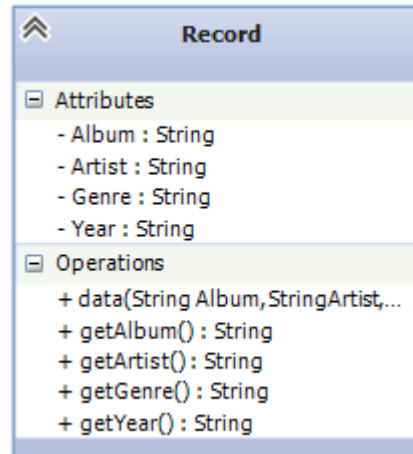 Record
Attributes
- Album : String
- Artist : String
- Genre : String
- Year : String
Operations
+ data(String Album,StringArtist,...
+ getAlbum() : String
+ getArtist() : String
+ getGenre() : String
+ getYear() : String